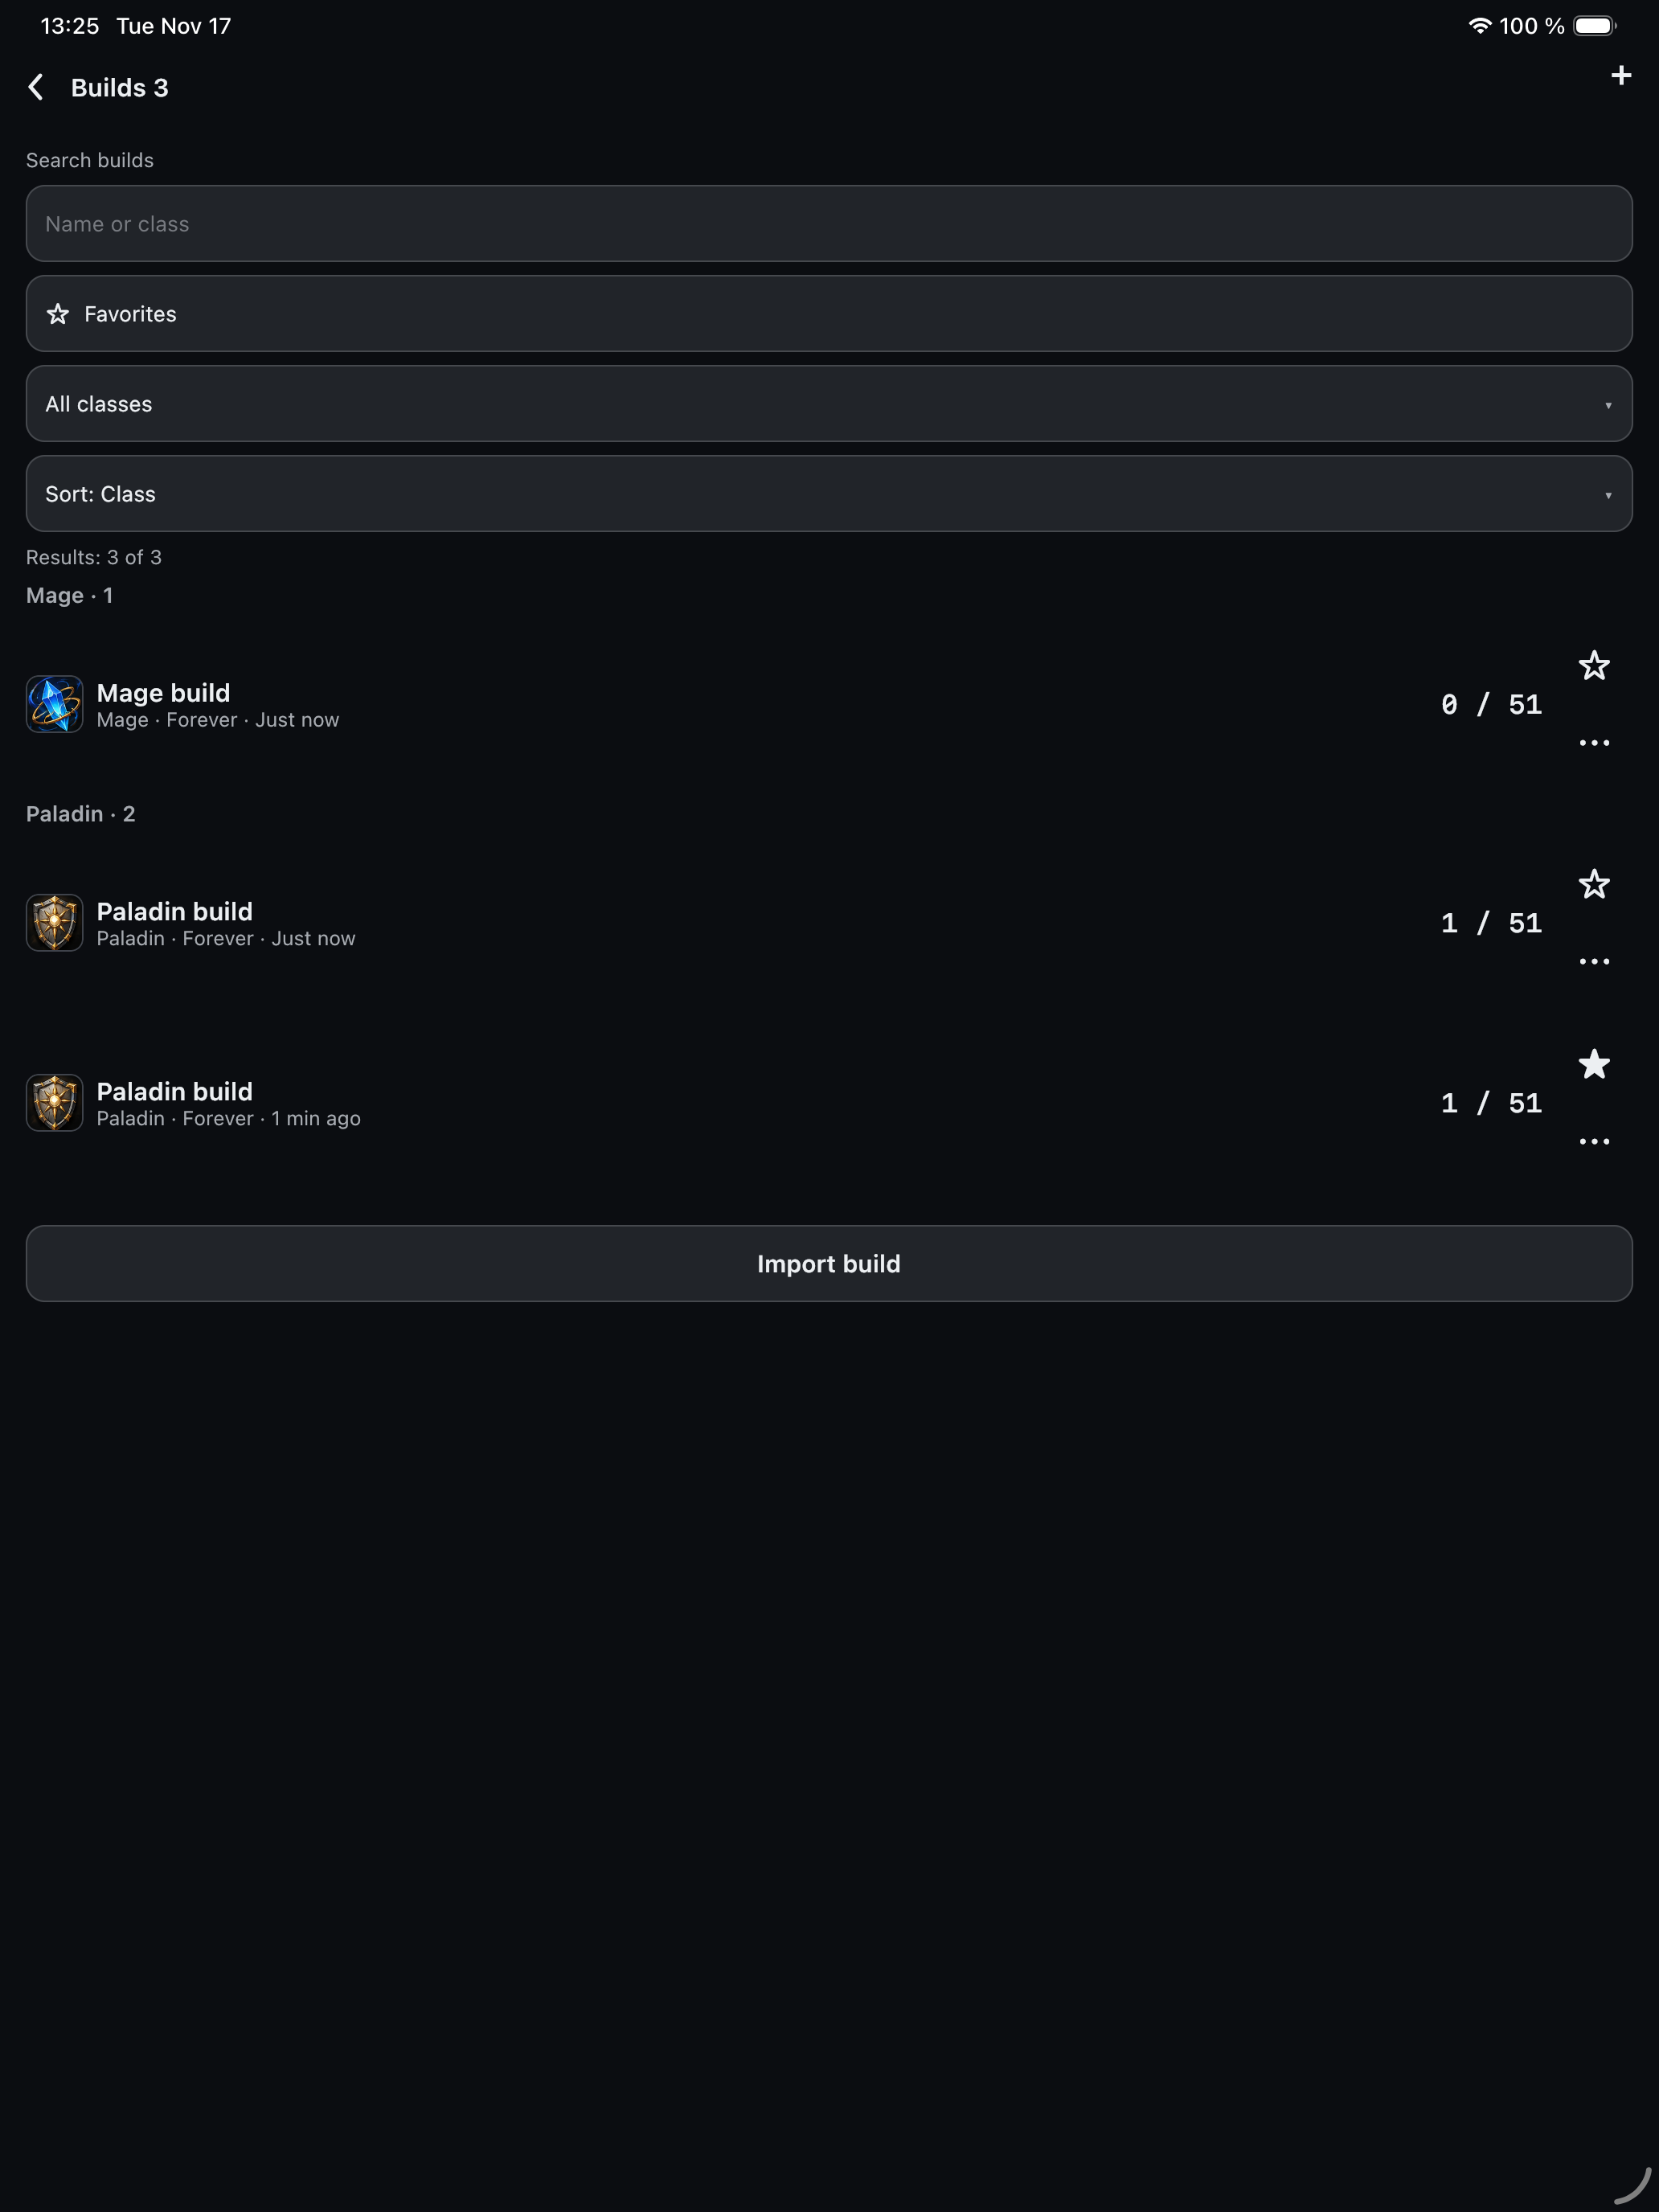 13:25 Tue Nov 17
100 %
Builds 3
+
Search builds
Name or class
Favorites
All classes
Sort: Class
Results: 3 of 3
Mage · 1
Mage build
Mage · Forever · Just now
0 / 51
Paladin · 2
Paladin build
Paladin · Forever · Just now
1 / 51
Paladin build
Paladin · Forever · 1 min ago
1 / 51
Import build